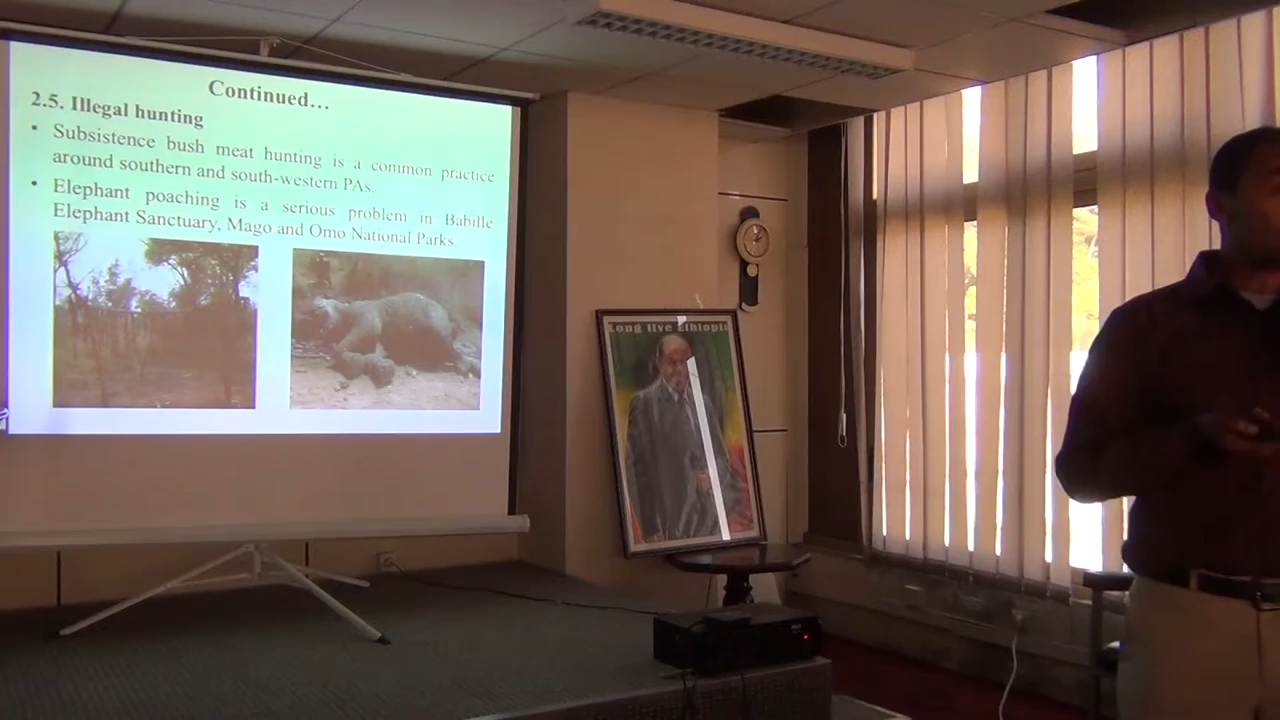 Continued…
2.5. Illegal hunting
• Subsistence bush meat hunting is a common practice
around southern and south-western PAs.
• Elephant poaching is a serious problem in Babille
Elephant Sanctuary, Mago and Omo National Parks.
Long live Ethiopia